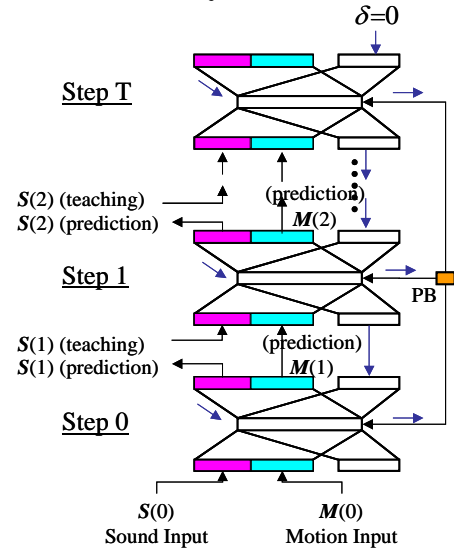 δ=0
Step T
S(2) (teaching)
(prediction)
S(2) (prediction)
M(2)
Step 1
PB
S(1) (teaching)
(prediction)
S(1) (prediction)
M(1)
Step 0
S(0)
M(0)
Sound Input
Motion Input